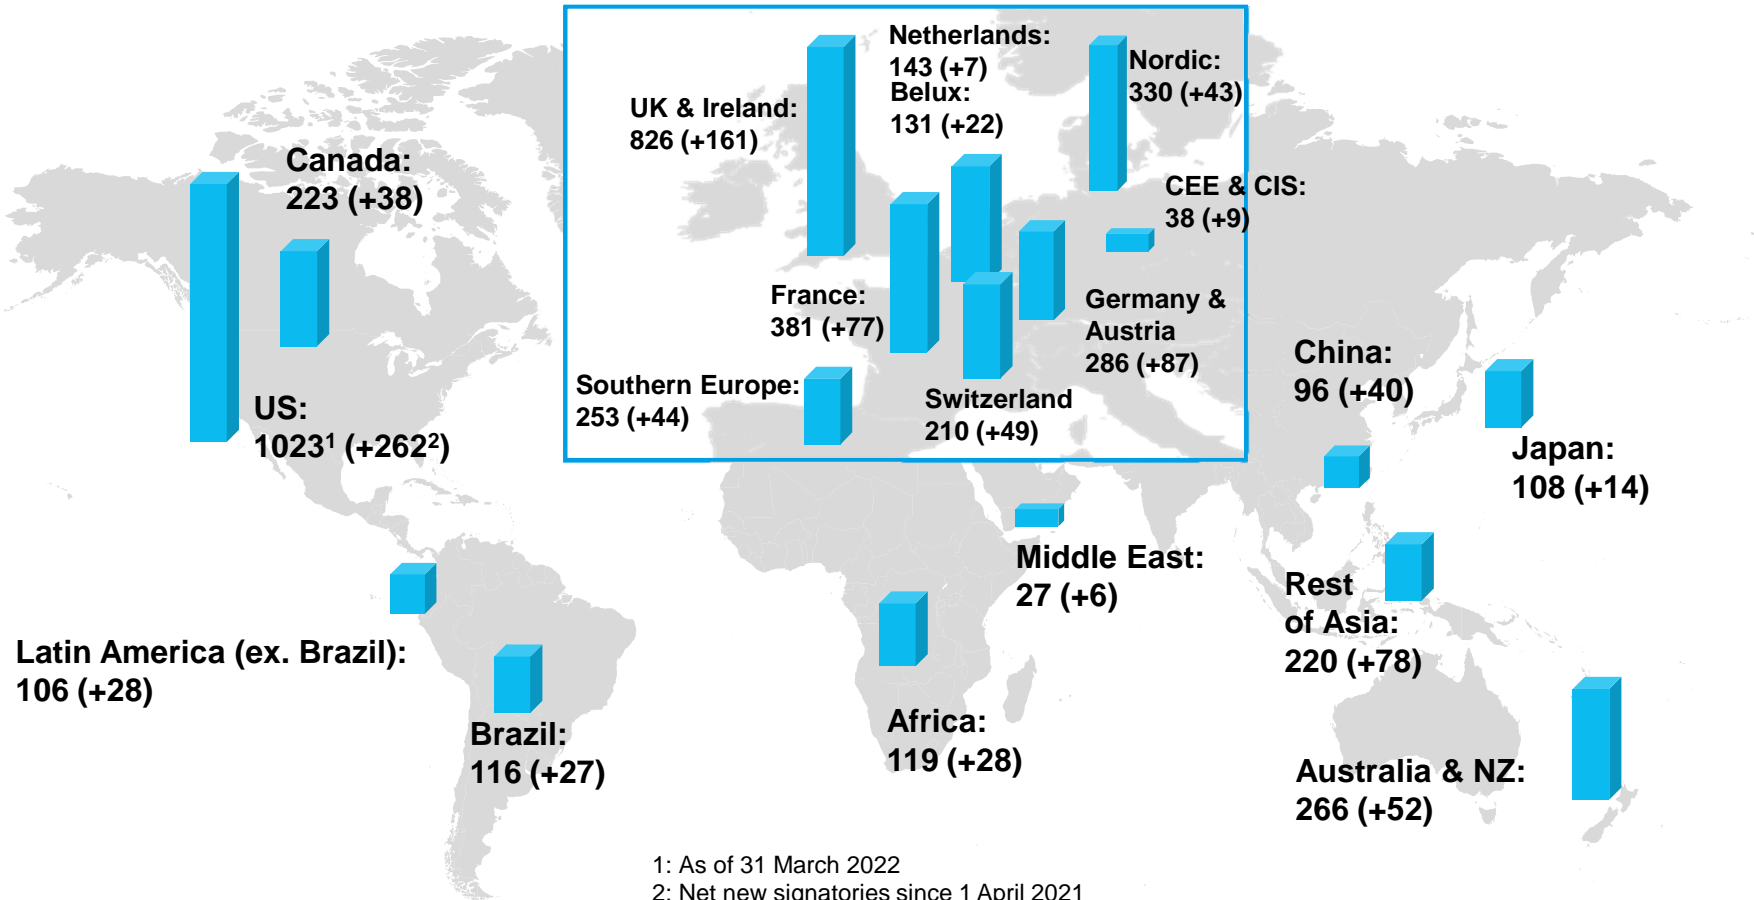 Netherlands:
143 (+7)
Belux:
131 (+22)
Nordic:
330 (+43)
UK & Ireland:
826 (+161)
Canada:
223 (+38)
CEE & CIS:
38 (+9)
France:
381 (+77)
Germany &
Austria
286 (+87)
China:
96 (+40)
Southern Europe:
253 (+44)
Switzerland
210 (+49)
US:
1023¹ (+262²)
Japan:
108 (+14)
Middle East:
27 (+6)
Rest
of Asia:
220 (+78)
Latin America (ex. Brazil):
106 (+28)
Brazil:
116 (+27)
Africa:
119 (+28)
Australia & NZ:
266 (+52)
1: As of 31 March 2022
2: Net new signatories since 1 April 2021